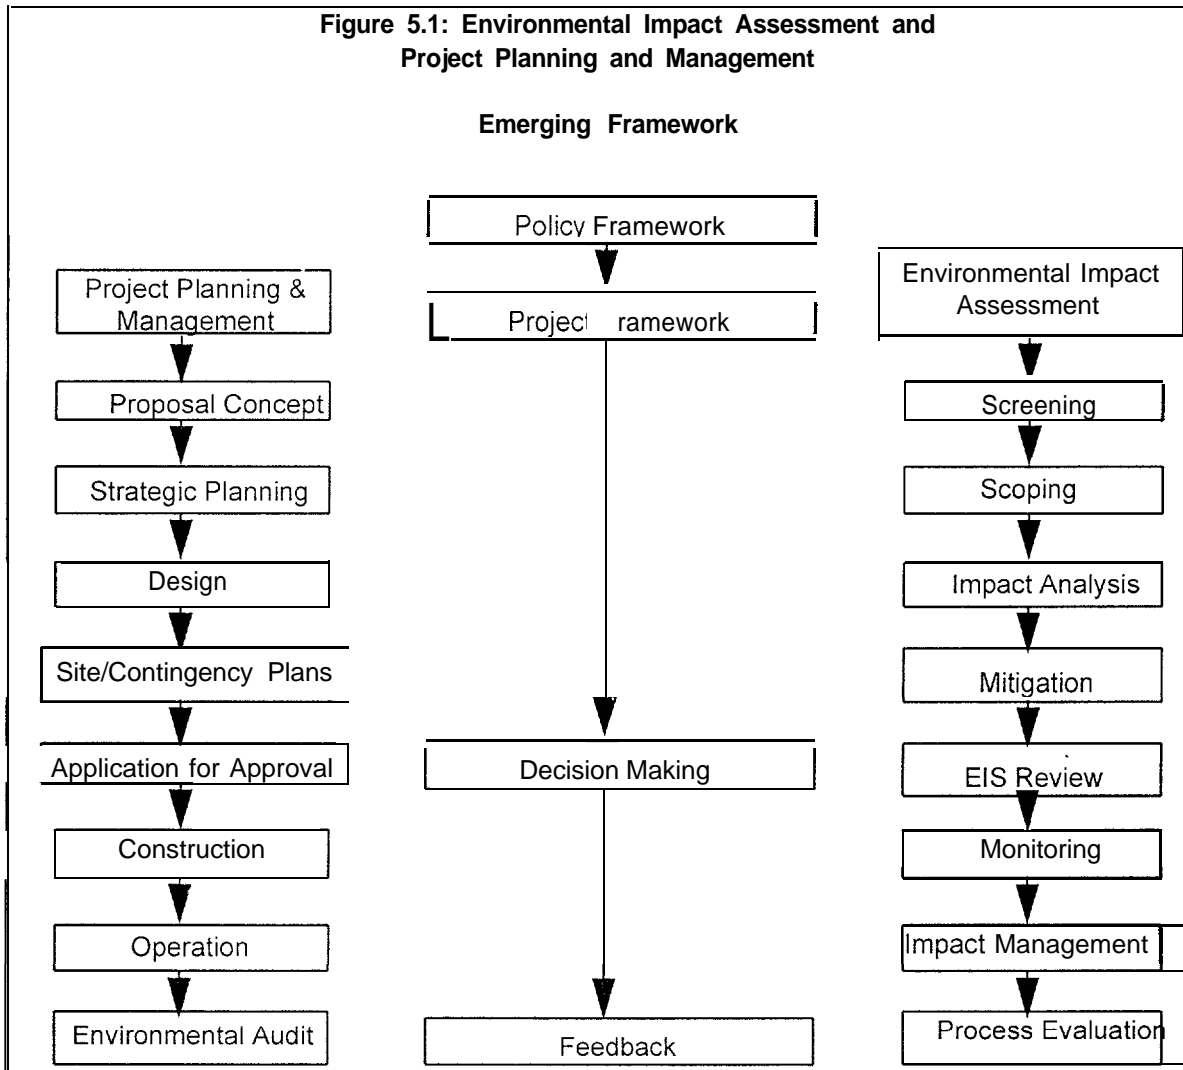 Figure 5.1: Environmental Impact Assessment and
Project Planning and Management
Emerging Framework
Policy Framework
Project ramework
Project Planning &
Management
Environmental Impact
Assessment
Proposal Concept
Screening
Strategic Planning
Scoping
Design
Impact Analysis
Site/Contingency Plans
Mitigation
Application for Approval
Decision Making
EIS Review
Construction
Monitoring
Operation
Impact Management
Environmental Audit
Feedback
Process Evaluation